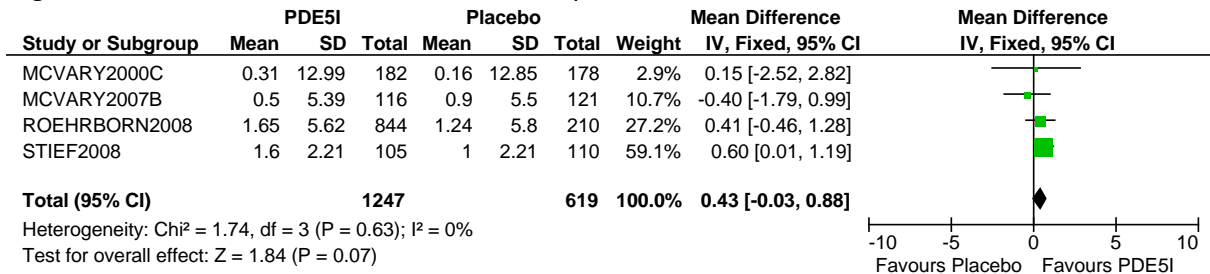 PDE5I Placebo Mean Difference Mean Difference
Study or Subgroup Mean SD Total Mean SD Total Weight IV, Fixed, 95% CI IV, Fixed, 95% CI
MCVARY2000C 0.31 12.99 182 0.16 12.85 178 2.9% 0.15 [-2.52, 2.82]
MCVARY2007B 0.5 5.39 116 0.9 5.5 121 10.7% -0.40 [-1.79, 0.99]
ROEHRBORN2008 1.65 5.62 844 1.24 5.8 210 27.2% 0.41 [-0.46, 1.28]
STIEF2008 1.6 2.21 105 1 2.21 110 59.1% 0.60 [0.01, 1.19]
Total (95% CI) 1247 619 100.0% 0.43 [-0.03, 0.88]
Heterogeneity: Chi² = 1.74, df = 3 (P = 0.63); I² = 0%
Test for overall effect: Z = 1.84 (P = 0.07)
-10 -5 0 5 10
Favours Placebo Favours PDE5I